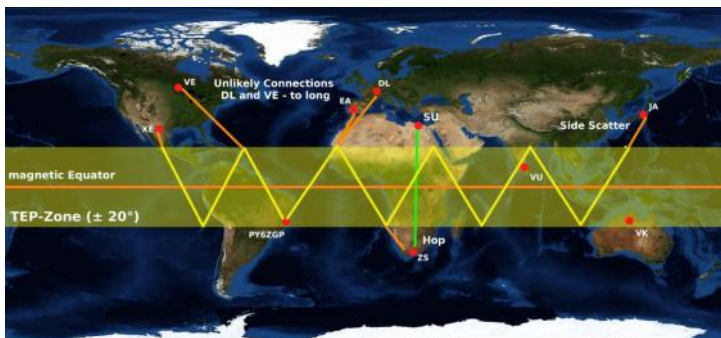 VE
Unlikely Connections
DL and VE - to long
DL
EA
XE
SU
JA
Side Scatter
magnetic Equator
VU
TEP-Zone (± 20°)
PY6ZGP
Hop
ZS
VK